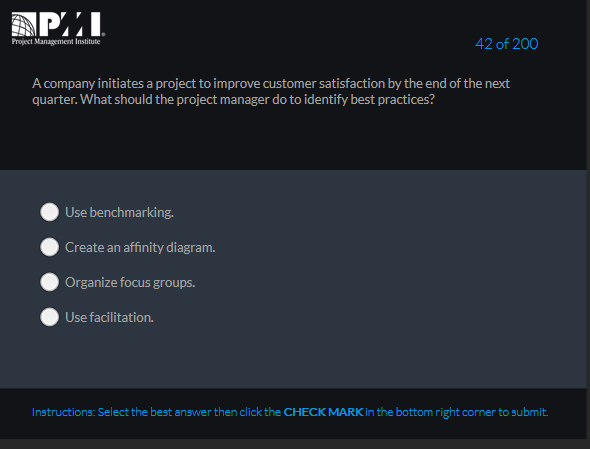 PMI
Project Management Institute
42 of 200
A company initiates a project to improve customer satisfaction by the end of the next
quarter. What should the project manager do to identify best practices?
Use benchmarking.
Create an affinity diagram.
Organize focus groups.
Use facilitation.
Instructions: Select the best answer then click the CHECK MARK in the bottom right corner to submit.